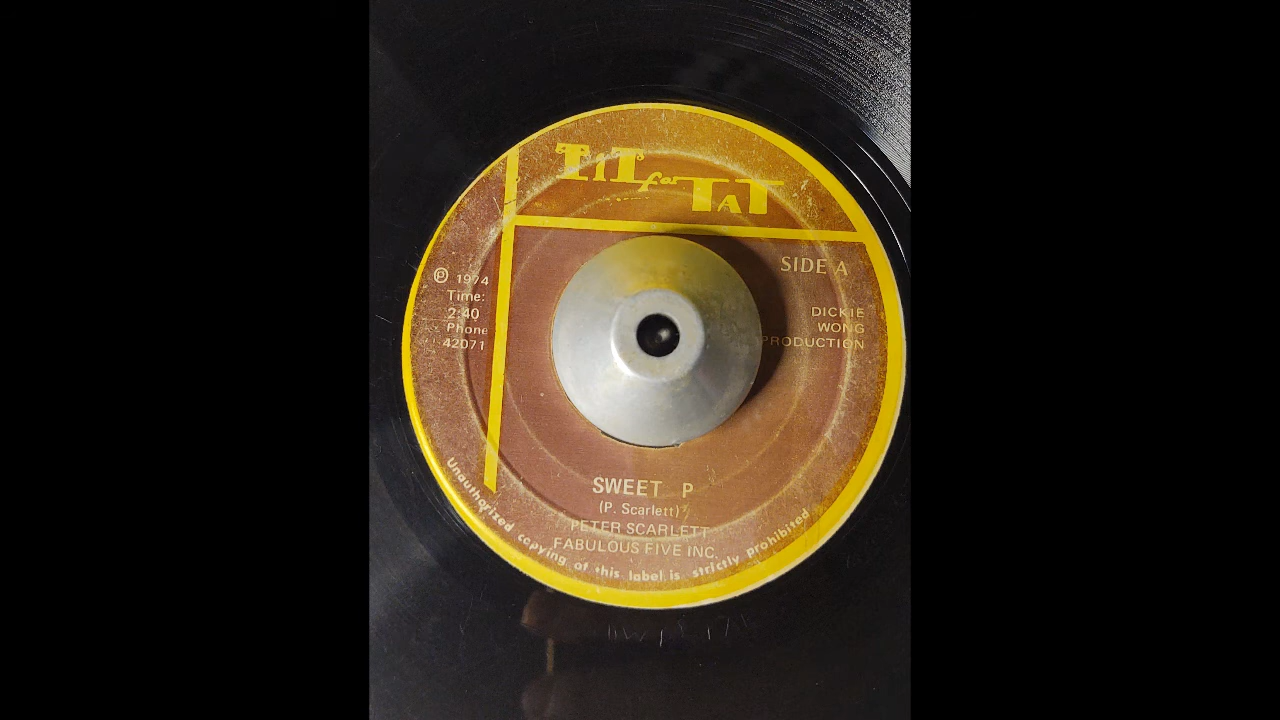 TIT for TAT
SIDE A
℗ 1974
Time:
2:40
Phone
42071
DICKIE
WONG
PRODUCTION
SWEET P
(P. Scarlett)
PETER SCARLETT
FABULOUS FIVE INC.
Unauthorized copying of this label is strictly prohibited